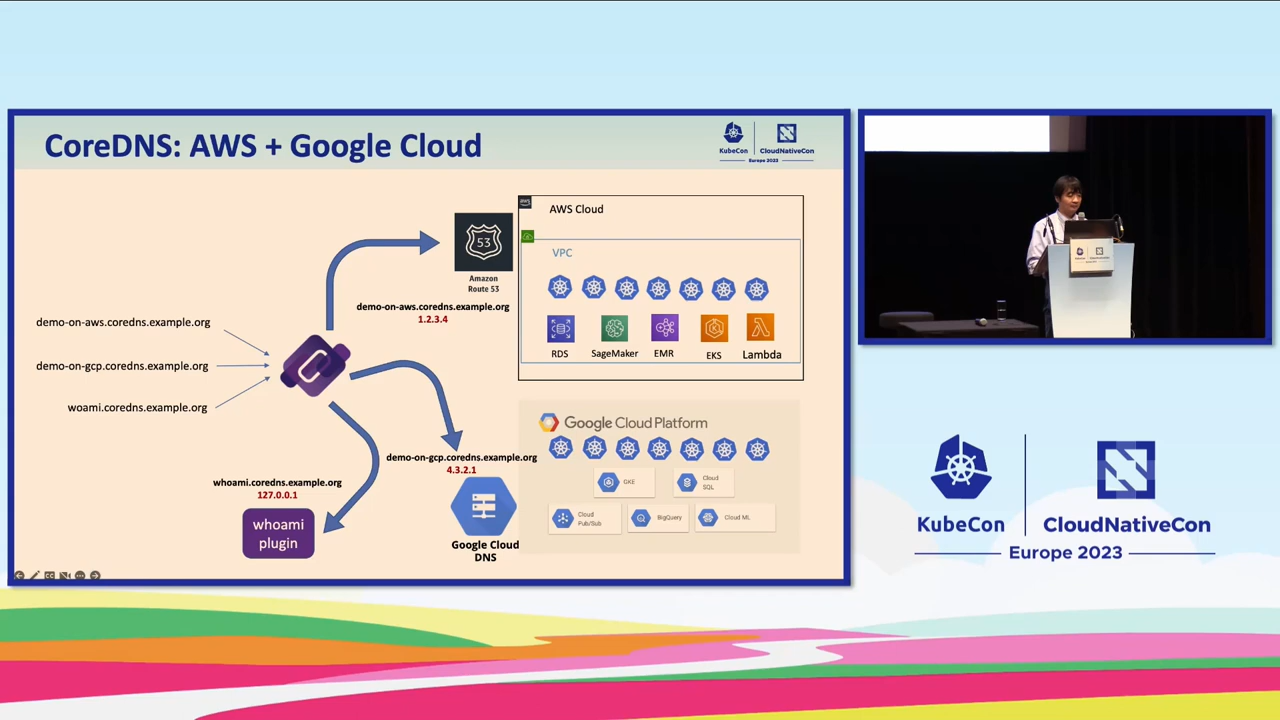 CoreDNS: AWS + Google Cloud
KubeCon
CloudNativeCon
Europe 2023
53
Amazon
Route 53
demo-on-aws.coredns.example.org
1.2.3.4
demo-on-aws.coredns.example.org
demo-on-gcp.coredns.example.org
woami.coredns.example.org
demo-on-gcp.coredns.example.org
4.3.2.1
whoami.coredns.example.org
127.0.0.1
whoami
plugin
Google Cloud
DNS
aws
AWS Cloud
VPC
RDS
SageMaker
EMR
EKS
Lambda
Google Cloud Platform
GKE
Cloud
SQL
Cloud
Pub/Sub
BigQuery
Cloud ML
KubeCon
CloudNativeCon
Europe 2023